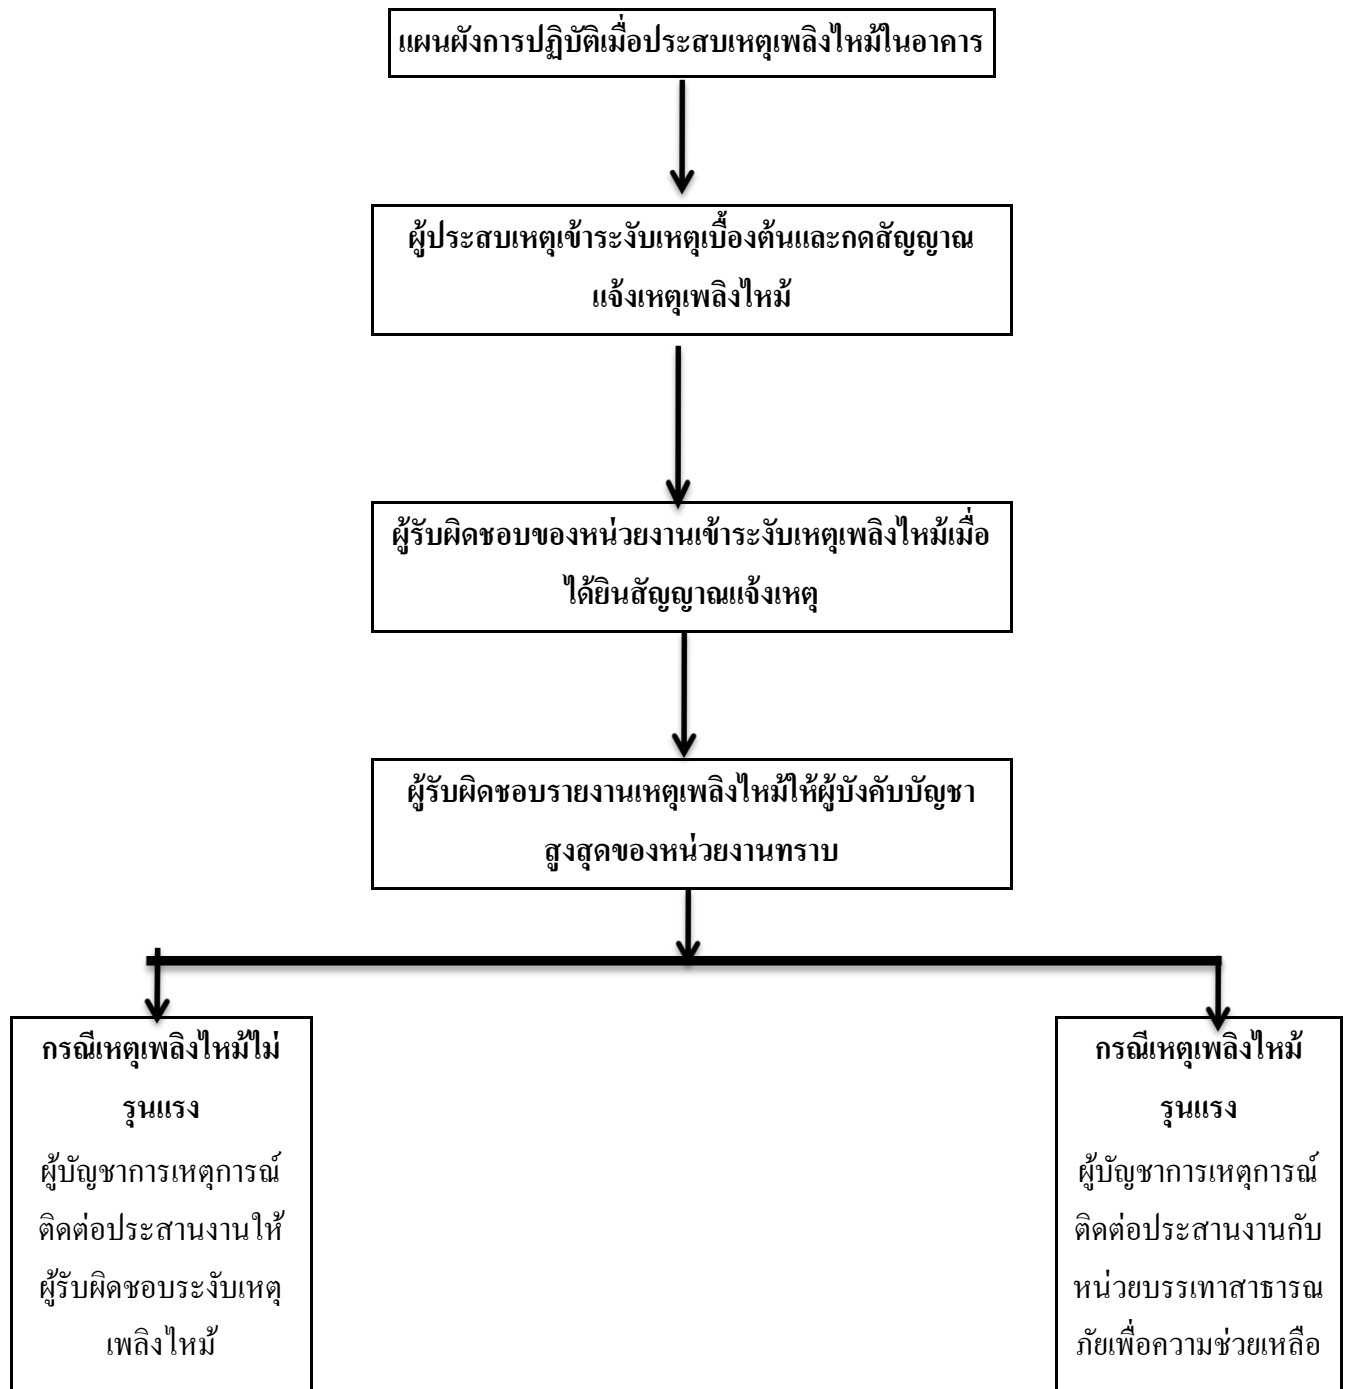 แผนผังการปฏิบัติเมื่อประสบเหตุเพลิงไหม้ในอาคาร
ผู้ประสบเหตุเข้าระงับเหตุเบื้องต้นและกดสัญญาณ
แจ้งเหตุเพลิงไหม้
ผู้รับผิดชอบของหน่วยงานเข้าระงับเหตุเพลิงไหม้เมื่อ
ได้ยินสัญญาณแจ้งเหตุ
ผู้รับผิดชอบรายงานเหตุเพลิงไหม้ให้ผู้บังคับบัญชา
สูงสุดของหน่วยงานทราบ
กรณีเหตุเพลิงไหม้ไม่
รุนแรง
ผู้บัญชาการเหตุการณ์
ติดต่อประสานงานให้
ผู้รับผิดชอบระงับเหตุ
เพลิงไหม้
กรณีเหตุเพลิงไหม้
รุนแรง
ผู้บัญชาการเหตุการณ์
ติดต่อประสานงานกับ
หน่วยบรรเทาสาธารณ
ภัยเพื่อความช่วยเหลือ